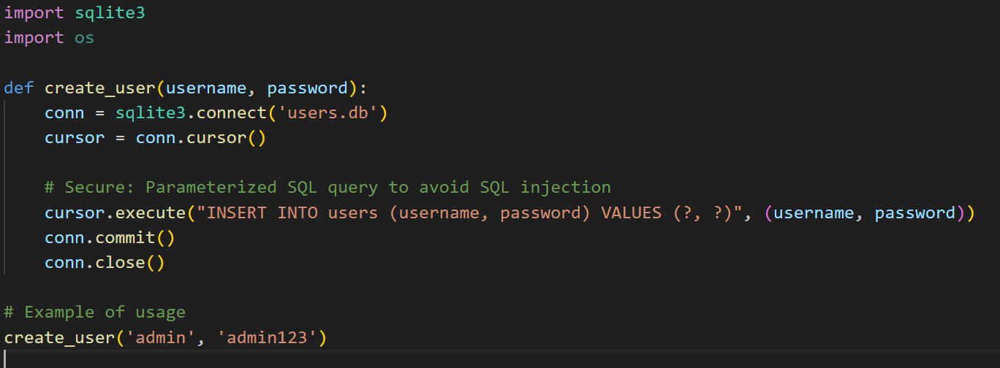 import sqlite3
import os
def create_user(username, password):
    conn = sqlite3.connect('users.db')
    cursor = conn.cursor()
    # Secure: Parameterized SQL query to avoid SQL injection
    cursor.execute("INSERT INTO users (username, password) VALUES (?, ?)", (username, password))
    conn.commit()
    conn.close()
# Example of usage
create_user('admin', 'admin123')